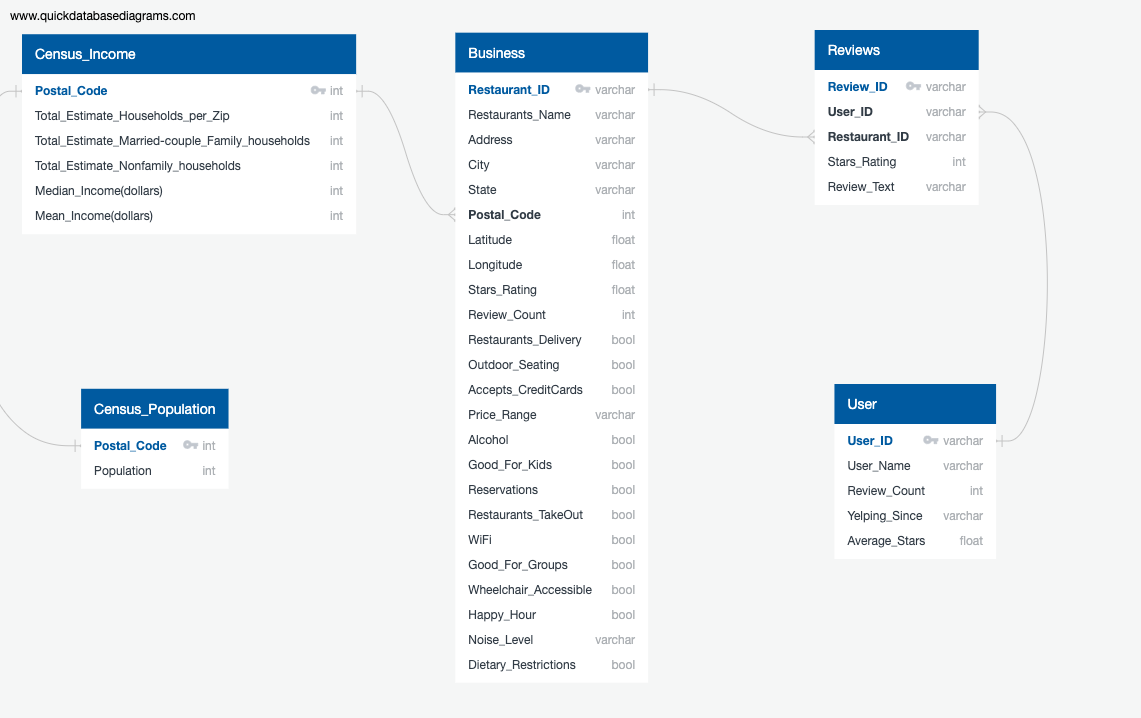 www.quickdatabasediagrams.com
Census_Income
Postal_Code int
Total_Estimate_Households_per_Zip int
Total_Estimate_Married-couple_Family_households int
Total_Estimate_Nonfamily_households int
Median_Income(dollars) int
Mean_Income(dollars) int
Business
Restaurant_ID varchar
Restaurants_Name varchar
Address varchar
City varchar
State varchar
Postal_Code int
Latitude float
Longitude float
Stars_Rating float
Review_Count int
Restaurants_Delivery bool
Outdoor_Seating bool
Accepts_CreditCards bool
Price_Range varchar
Alcohol bool
Good_For_Kids bool
Reservations bool
Restaurants_TakeOut bool
WiFi bool
Good_For_Groups bool
Wheelchair_Accessible bool
Happy_Hour bool
Noise_Level varchar
Dietary_Restrictions bool
Reviews
Review_ID varchar
User_ID varchar
Restaurant_ID varchar
Stars_Rating int
Review_Text varchar
Census_Population
Postal_Code int
Population int
User
User_ID varchar
User_Name varchar
Review_Count int
Yelping_Since varchar
Average_Stars float